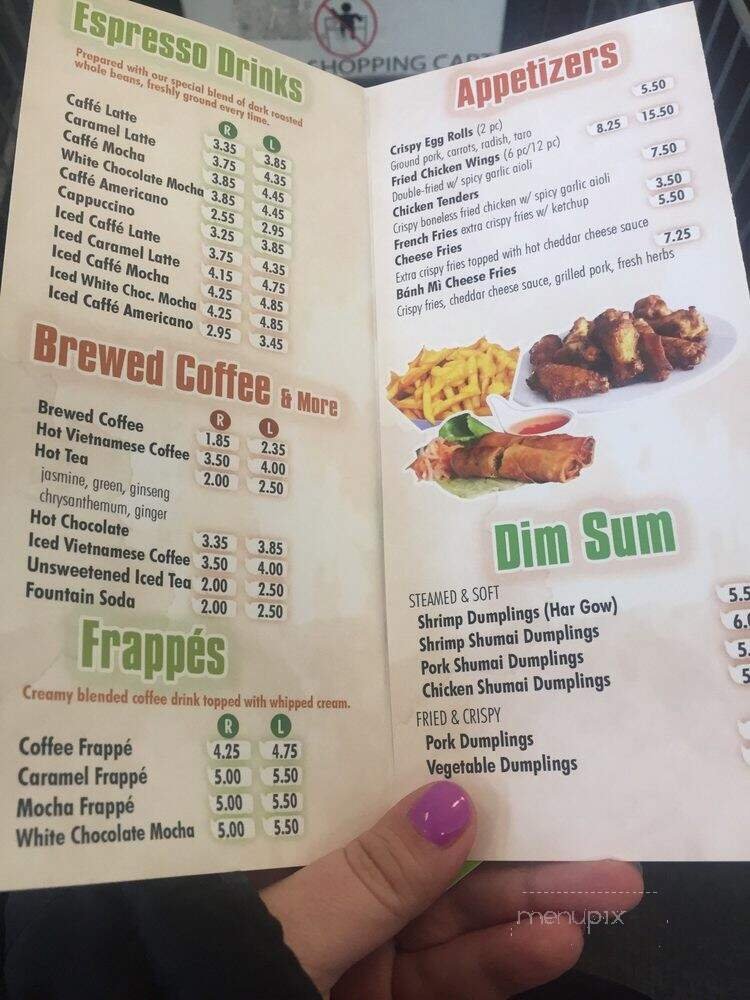 SHOPPING CART
Espresso Drinks
Prepared with our special blend of dark roasted
whole beans, freshly ground every time.
R L
Caffé Latte 3.35 3.85
Caramel Latte 3.75 4.35
Caffé Mocha 3.85 4.45
White Chocolate Mocha 3.85 4.45
Caffé Americano 2.55 2.95
Cappuccino 3.25 3.85
Iced Caffé Latte 3.75 4.35
Iced Caramel Latte 4.15 4.75
Iced Caffé Mocha 4.25 4.85
Iced White Choc. Mocha 4.25 4.85
Iced Caffé Americano 2.95 3.45
Brewed Coffee & More
R L
Brewed Coffee 1.85 2.35
Hot Vietnamese Coffee 3.50 4.00
Hot Tea 2.00 2.50
jasmine, green, ginseng
chrysanthemum, ginger
Hot Chocolate 3.35 3.85
Iced Vietnamese Coffee 3.50 4.00
Unsweetened Iced Tea 2.00 2.50
Fountain Soda 2.00 2.50
Frappés
Creamy blended coffee drink topped with whipped cream.
R L
Coffee Frappé 4.25 4.75
Caramel Frappé 5.00 5.50
Mocha Frappé 5.00 5.50
White Chocolate Mocha 5.00 5.50
Appetizers
Crispy Egg Rolls (2 pc) 5.50
Ground pork, carrots, radish, taro
Fried Chicken Wings (6 pc/12 pc) 8.25 15.50
Double-fried w/ spicy garlic aioli
Chicken Tenders 7.50
Crispy boneless fried chicken w/ spicy garlic aioli
French Fries extra crispy fries w/ ketchup 3.50
Cheese Fries 5.50
Extra crispy fries topped with hot cheddar cheese sauce
Bánh Mì Cheese Fries 7.25
Crispy fries, cheddar cheese sauce, grilled pork, fresh herbs
Dim Sum
STEAMED & SOFT
Shrimp Dumplings (Har Gow) 5.5
Shrimp Shumai Dumplings 6.
Pork Shumai Dumplings 5.
Chicken Shumai Dumplings 5
FRIED & CRISPY
Pork Dumplings
Vegetable Dumplings
menupix